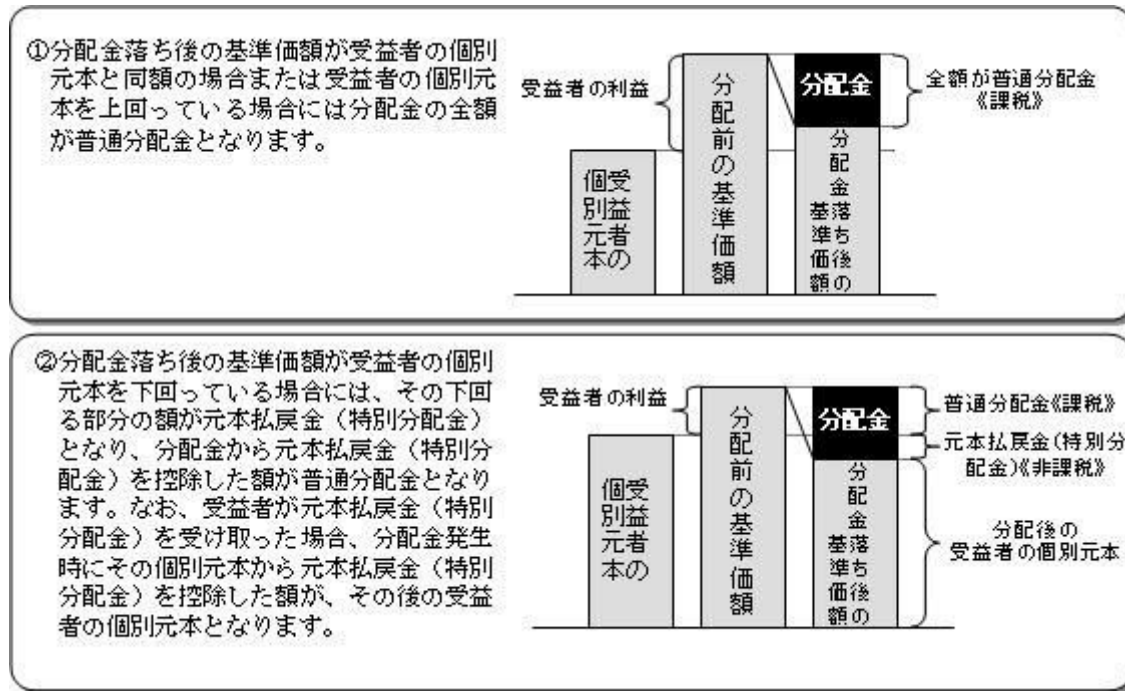 ①分配金落ち後の基準価額が受益者の個別
元本と同額の場合または受益者の個別元
本を上回っている場合には分配金の全額
が普通分配金となります。
受益者の利益
個別元本
受益者の
分配前の基準価額
分配金
基準価額
分配金落ち後の
全額が普通分配金
《課税》
②分配金落ち後の基準価額が受益者の個別
元本を下回っている場合には、その下回
る部分の額が元本払戻金（特別分配金）
となり、分配金から元本払戻金（特別分
配金）を控除した額が普通分配金となり
ます。なお、受益者が元本払戻金（特別
分配金）を受け取った場合、分配金発生
時にその個別元本から元本払戻金（特別
分配金）を控除した額が、その後の受益
者の個別元本となります。
受益者の利益
受益者の
個別元本
分配前の基準価額
分配金
分配金落ち後の
基準価額
普通分配金《課税》
元本払戻金(特別分
配金)《非課税》
分配後の
受益者の個別元本